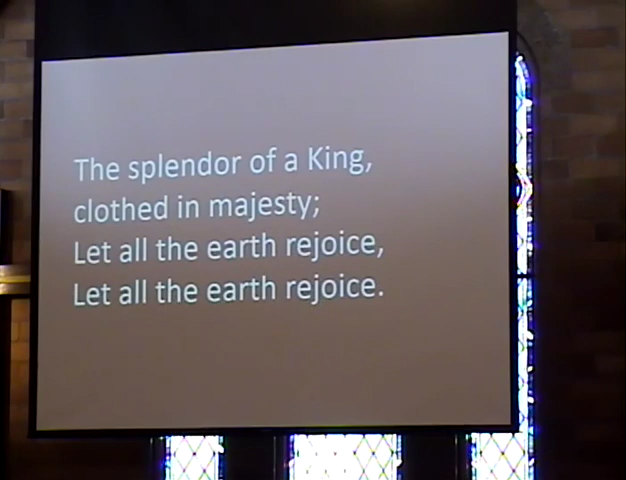 The splendor of a King,
clothed in majesty;
Let all the earth rejoice,
Let all the earth rejoice.